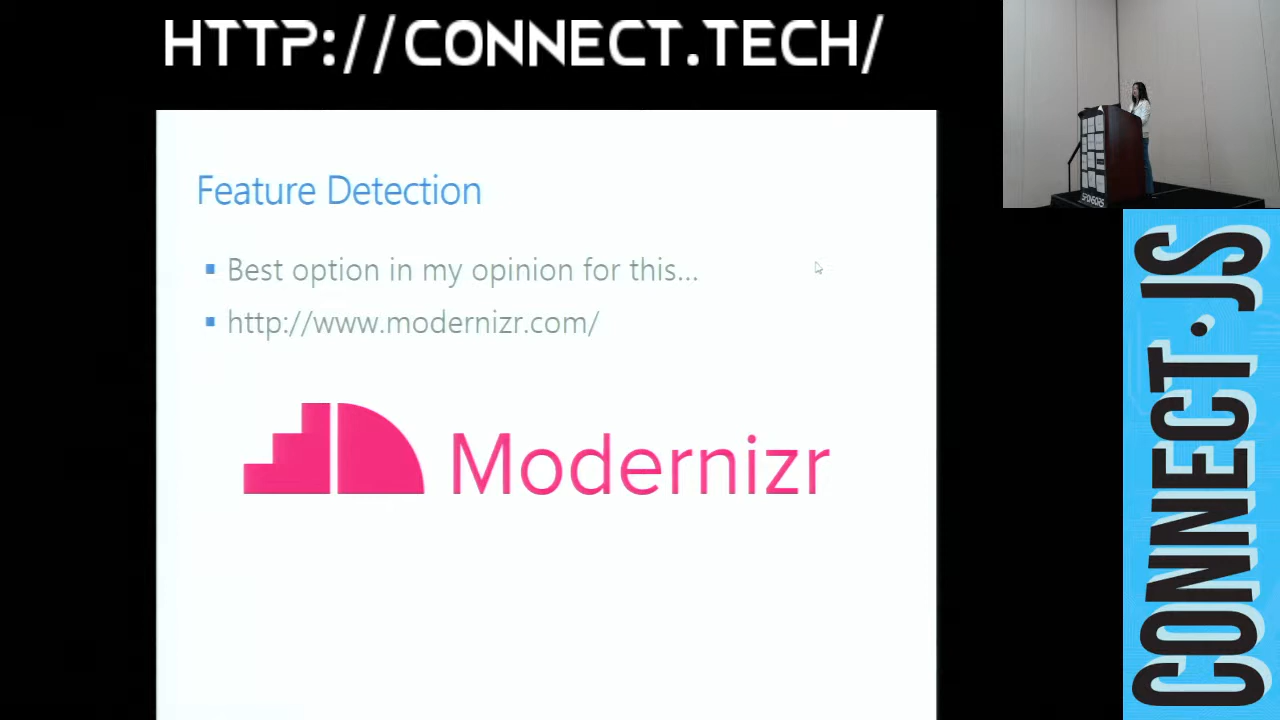 HTTP://CONNECT.TECH/
Feature Detection
Best option in my opinion for this...
http://www.modernizr.com/
Modernizr
SPONSORS
CONNECT.JS